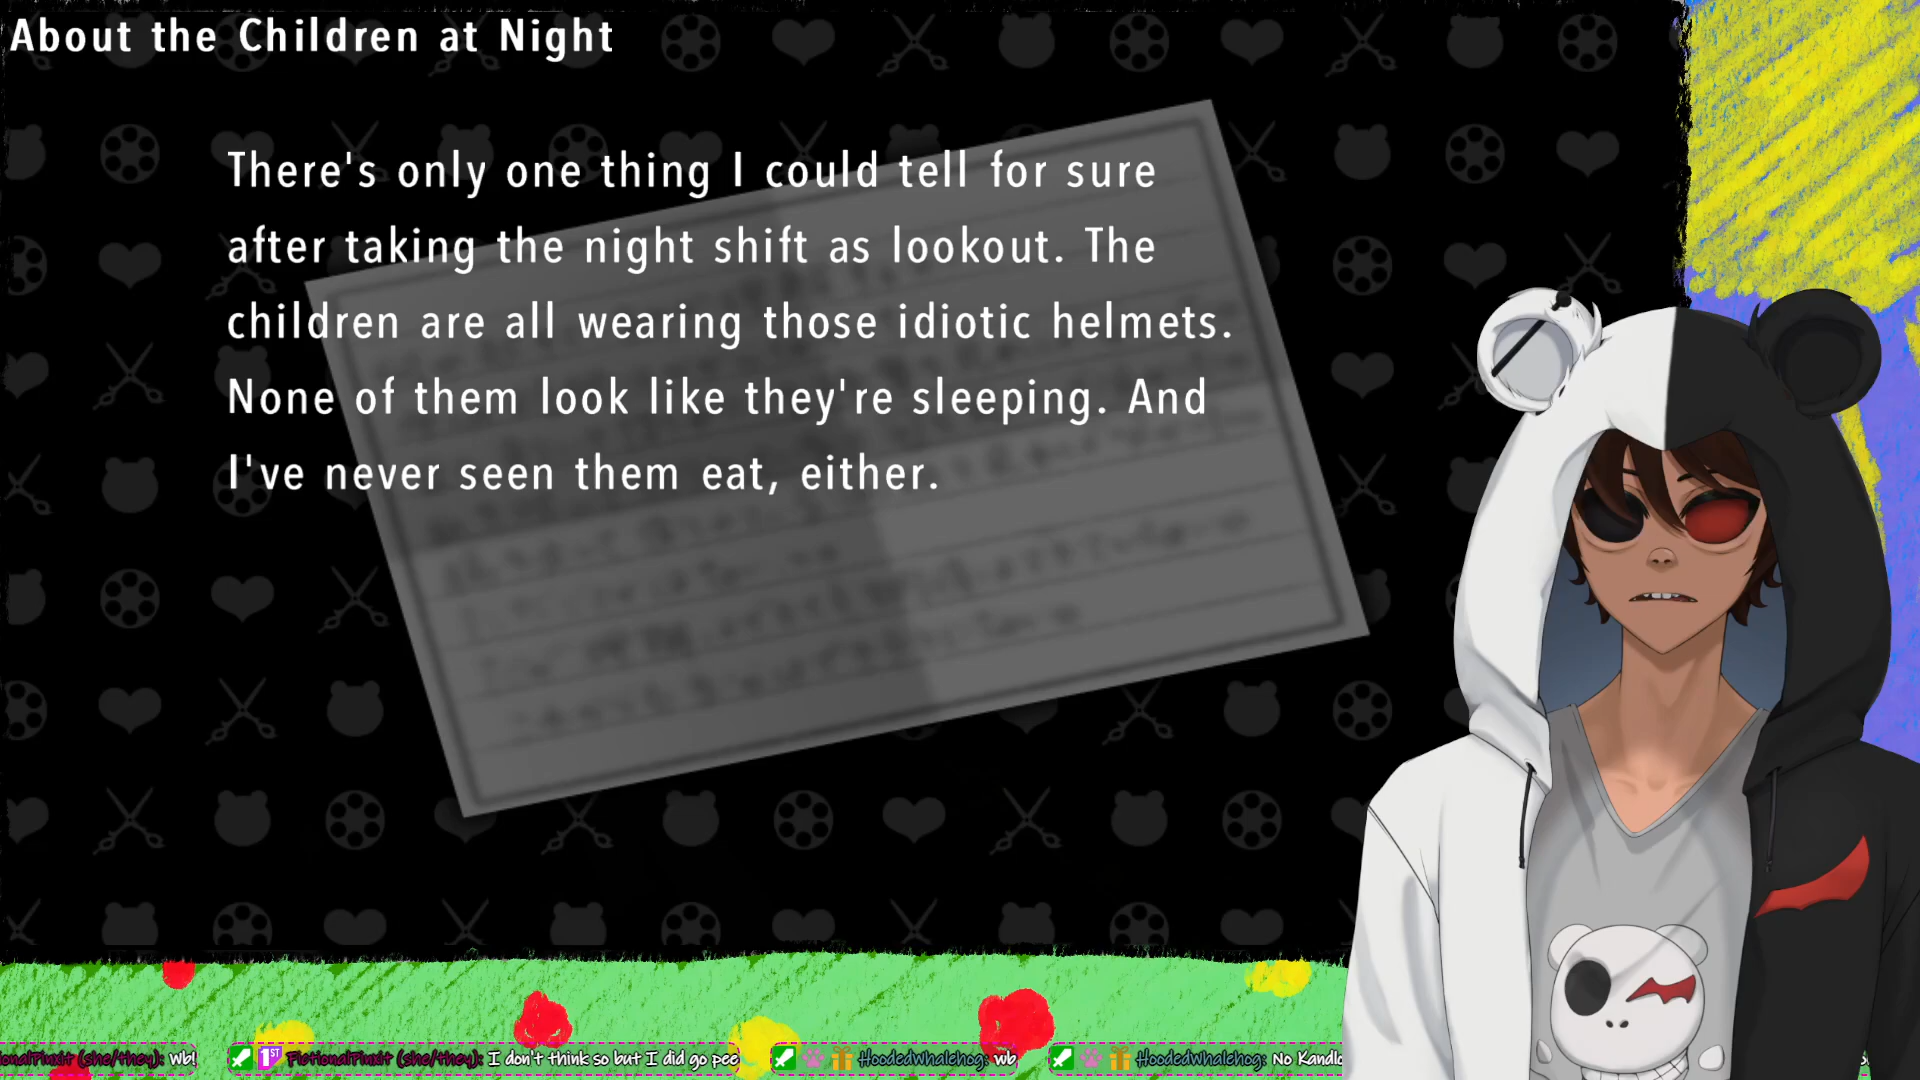 About the Children at Night
There's only one thing I could tell for sure
after taking the night shift as lookout. The
children are all wearing those idiotic helmets.
None of them look like they're sleeping. And
I've never seen them eat, either.
(she/they): Wb! 1ST FictionalPinxit (she/they): I don't think so but I did go pee HoodedWhalehog: wb HoodedWhalehog: No